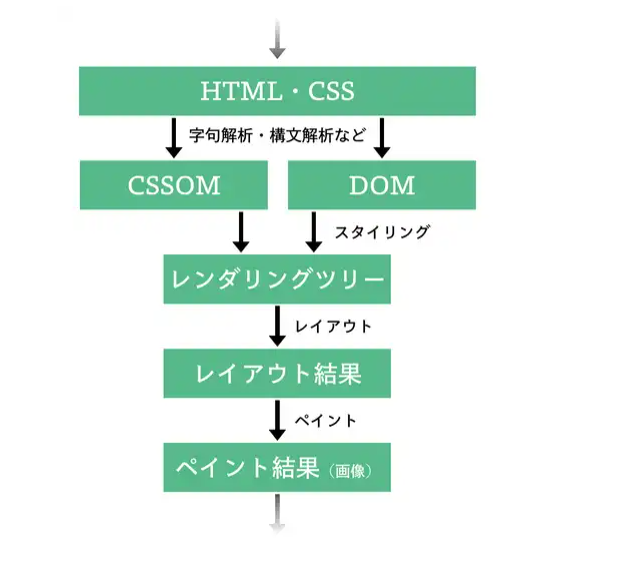 HTML・CSS
字句解析・構文解析など
CSSOM
DOM
スタイリング
レンダリングツリー
レイアウト
レイアウト結果
ペイント
ペイント結果（画像）